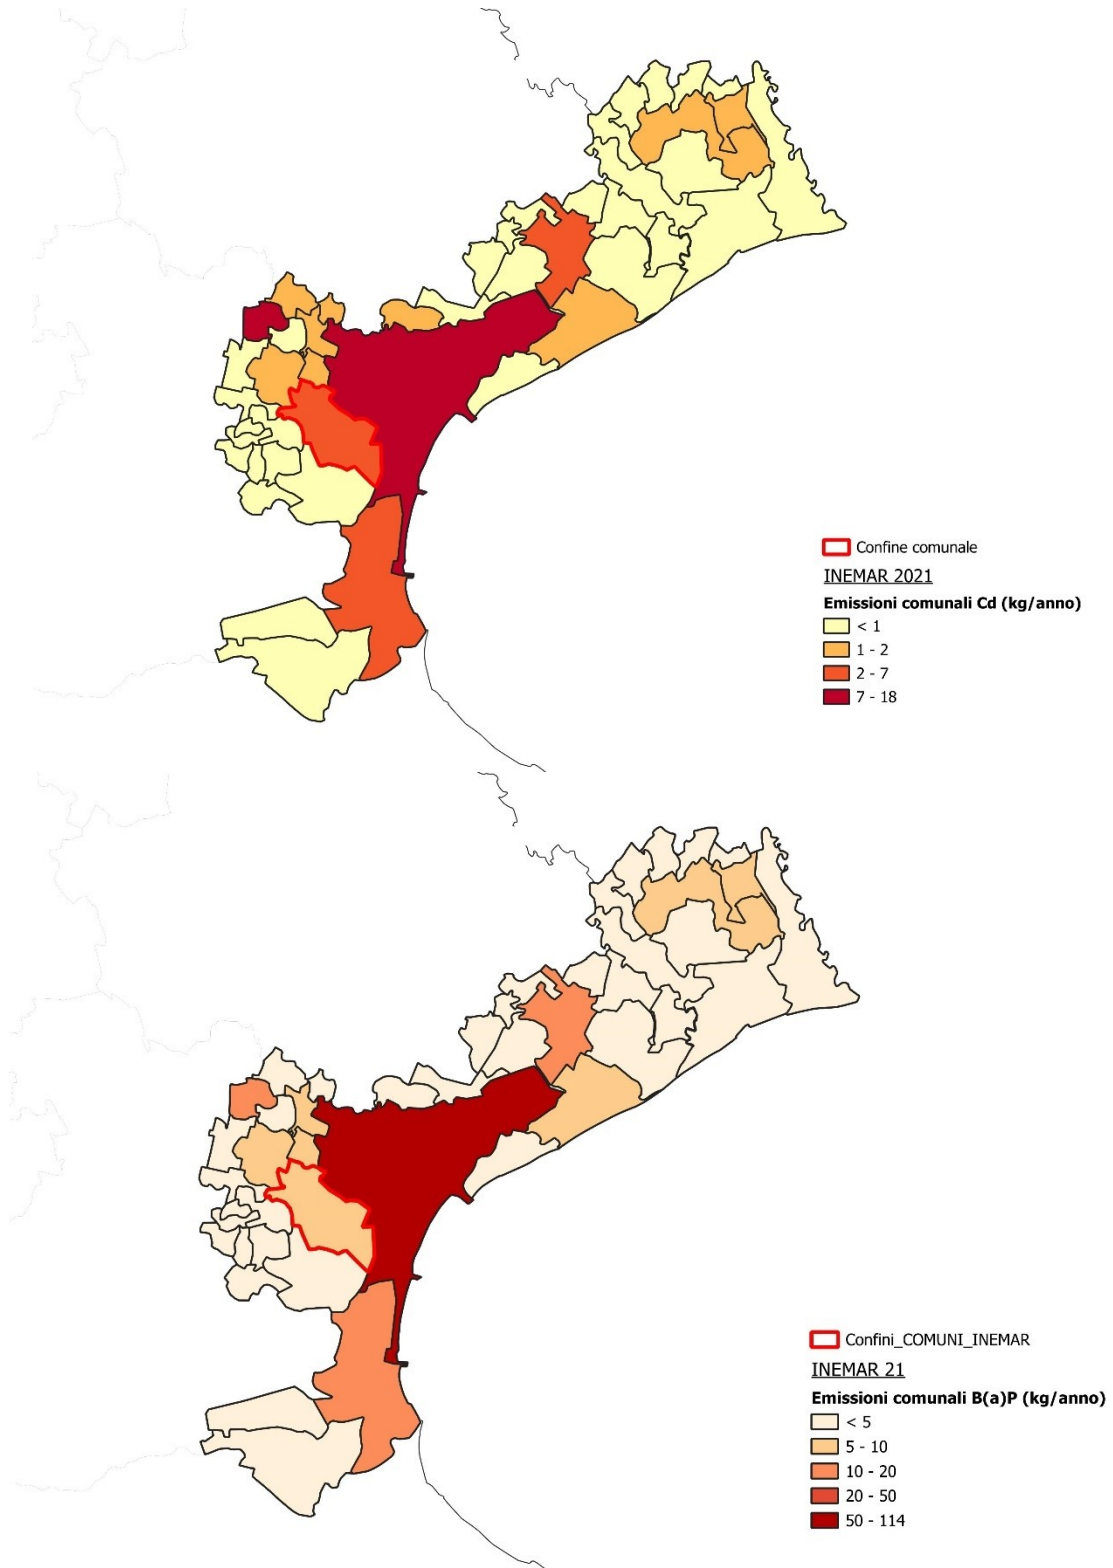 Confine comunale
INEMAR 2021
Emissioni comunali Cd (kg/anno)
< 1
1 - 2
2 - 7
7 - 18
Confini_COMUNI_INEMAR
INEMAR 21
Emissioni comunali B(a)P (kg/anno)
< 5
5 - 10
10 - 20
20 - 50
50 - 114